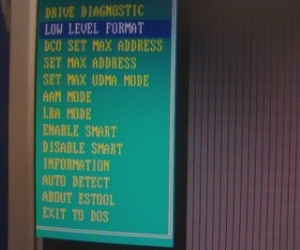 DRIVE DIAGNOSTIC
LOW LEVEL FORMAT
DCO SET MAX ADDRESS
SET MAX ADDRESS
SET MAX UDMA MODE
AAM MODE
LBA MODE
ENABLE SMART
DISABLE SMART
INFORMATION
AUTO DETECT
ABOUT ESTOOL
EXIT TO DOS